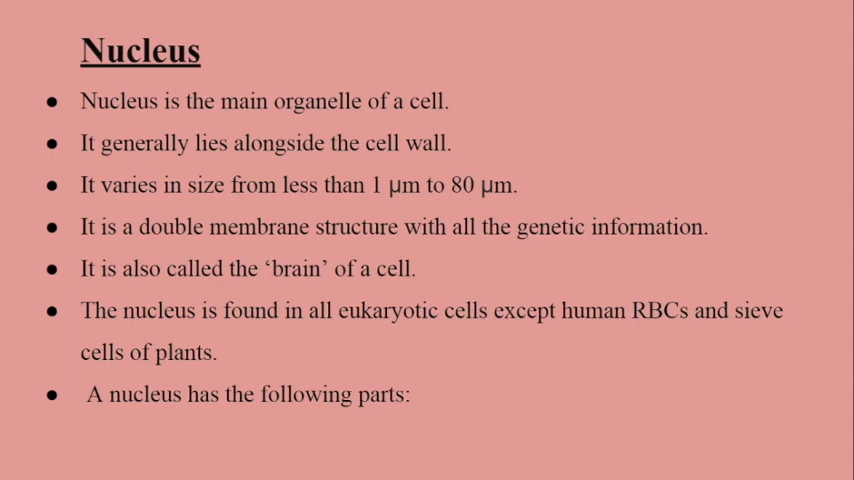 Nucleus
● Nucleus is the main organelle of a cell.
● It generally lies alongside the cell wall.
● It varies in size from less than 1 μm to 80 μm.
● It is a double membrane structure with all the genetic information.
● It is also called the ‘brain’ of a cell.
● The nucleus is found in all eukaryotic cells except human RBCs and sieve
cells of plants.
● A nucleus has the following parts: